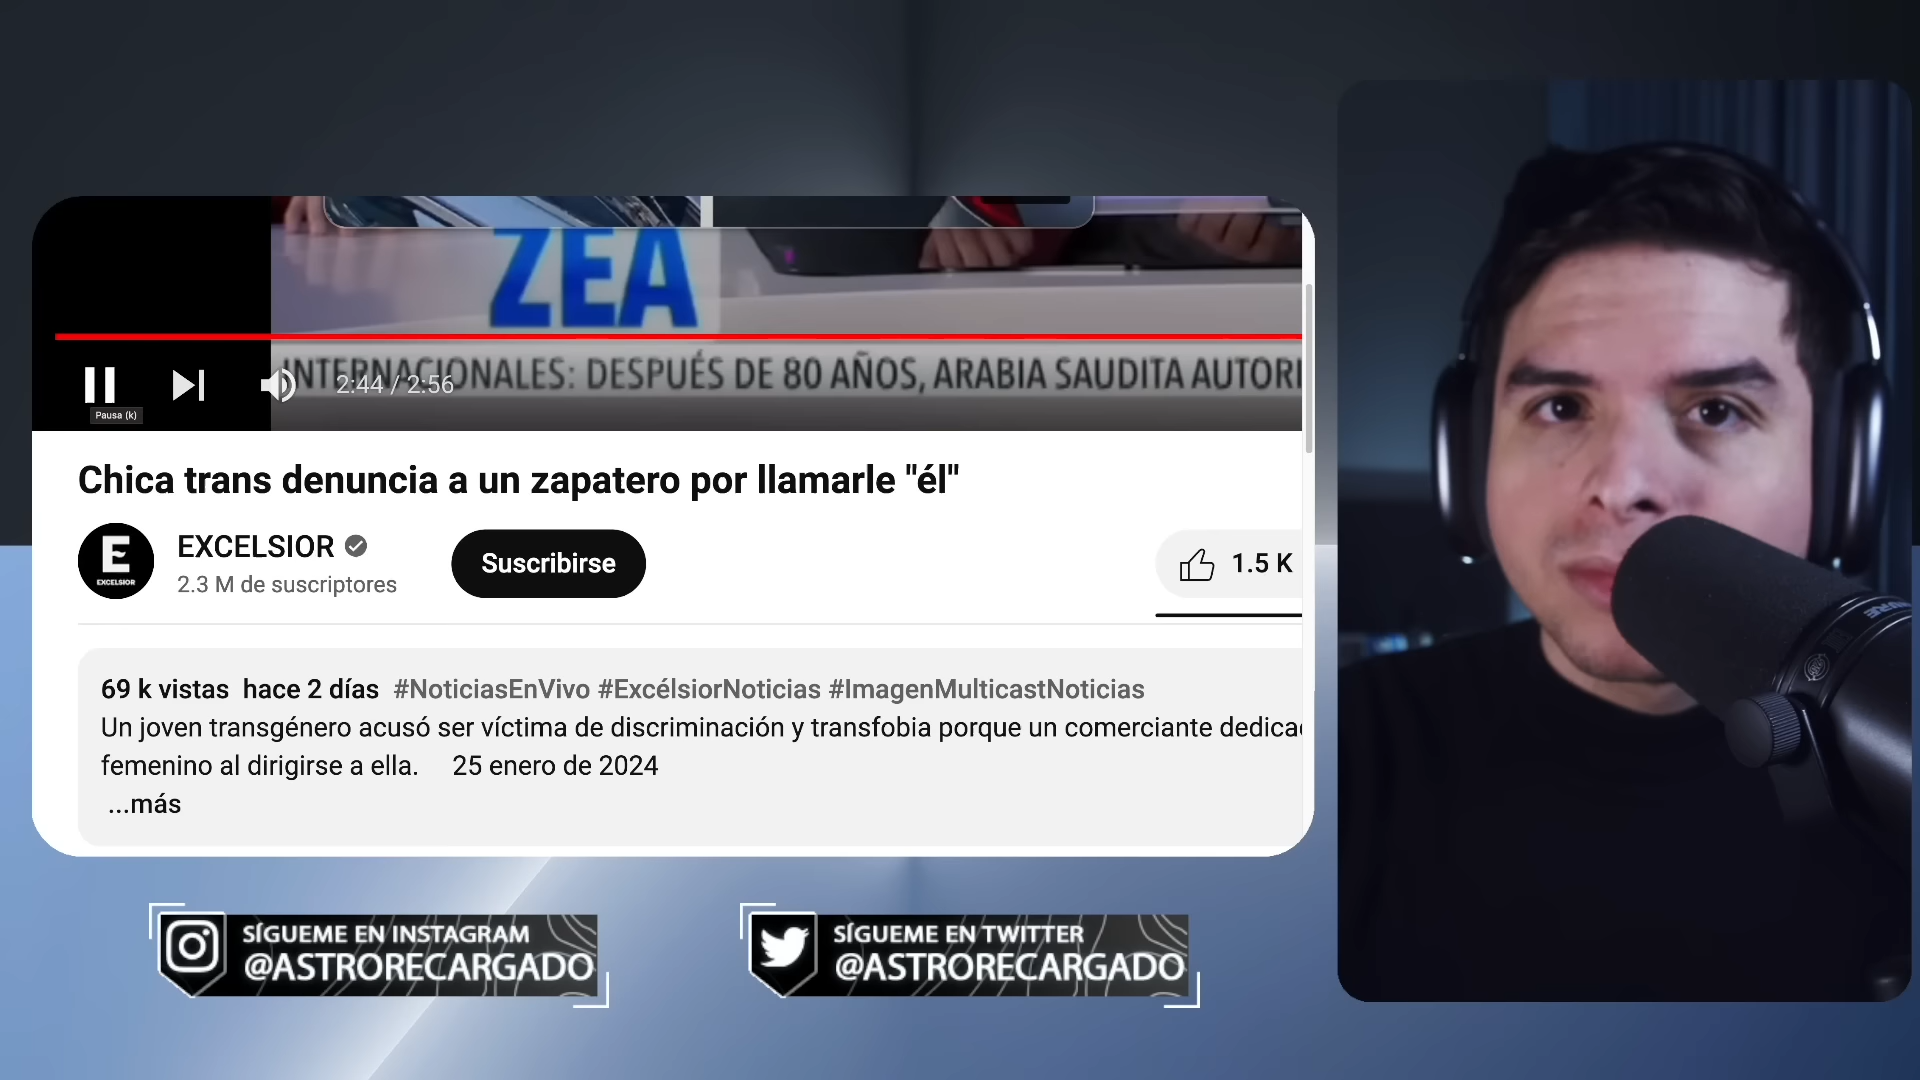 ZEA
INTERNACIONALES: DESPUÉS DE 80 AÑOS, ARABIA SAUDITA AUTORI
2:44 / 2:56
Pausa (k)
Chica trans denuncia a un zapatero por llamarle "él"
E
EXCELSIOR
EXCELSIOR
2.3 M de suscriptores
Suscribirse
1.5 K
69 k vistas hace 2 días #NoticiasEnVivo #ExcélsiorNoticias #ImagenMulticastNoticias
Un joven transgénero acusó ser víctima de discriminación y transfobia porque un comerciante dedica
femenino al dirigirse a ella. 25 enero de 2024
...más
SÍGUEME EN INSTAGRAM
@ASTRORECARGADO
SÍGUEME EN TWITTER
@ASTRORECARGADO